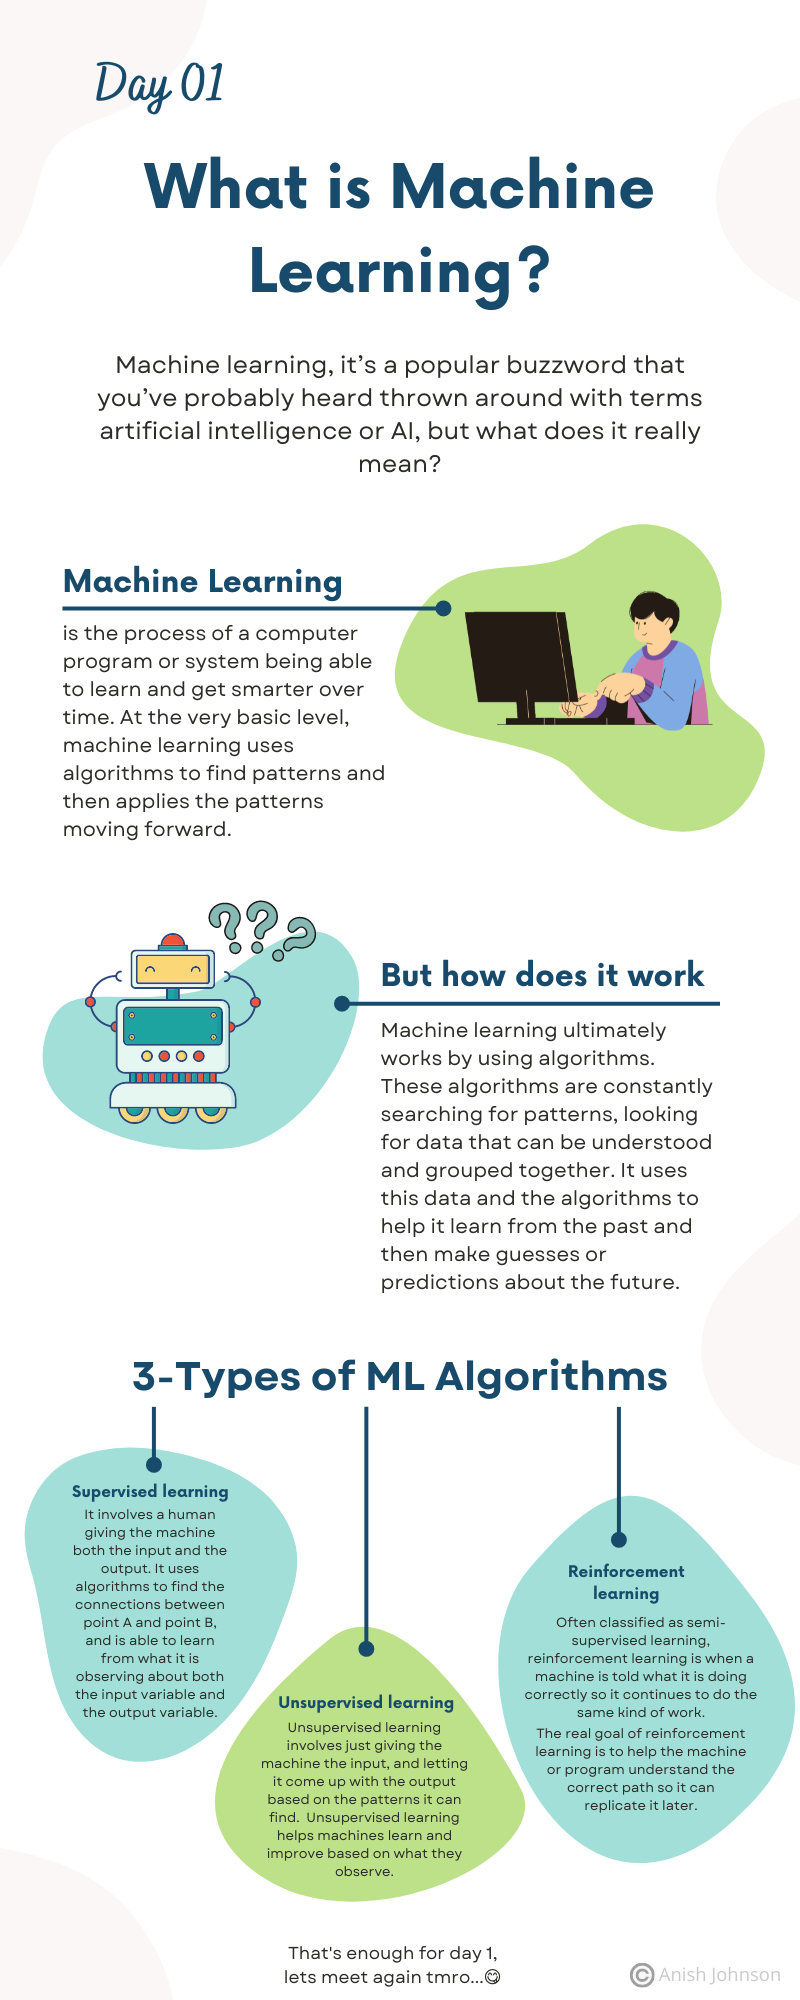 Day 01
What is Machine
Learning?
Machine learning, it’s a popular buzzword that
you’ve probably heard thrown around with terms
artificial intelligence or AI, but what does it really
mean?
Machine Learning
is the process of a computer
program or system being able
to learn and get smarter over
time. At the very basic level,
machine learning uses
algorithms to find patterns and
then applies the patterns
moving forward.
???
But how does it work
Machine learning ultimately
works by using algorithms.
These algorithms are constantly
searching for patterns, looking
for data that can be understood
and grouped together. It uses
this data and the algorithms to
help it learn from the past and
then make guesses or
predictions about the future.
3-Types of ML Algorithms
Supervised learning
It involves a human
giving the machine
both the input and the
output. It uses
algorithms to find the
connections between
point A and point B,
and is able to learn
from what it is
observing about both
the input variable and
the output variable.
Unsupervised learning
Unsupervised learning
involves just giving the
machine the input, and letting
it come up with the output
based on the patterns it can
find.  Unsupervised learning
helps machines learn and
improve based on what they
observe.
Reinforcement
learning
Often classified as semi-
supervised learning,
reinforcement learning is when a
machine is told what it is doing
correctly so it continues to do the
same kind of work.
The real goal of reinforcement
learning is to help the machine
or program understand the
correct path so it can
replicate it later.
That's enough for day 1,
lets meet again tmro...😋
© Anish Johnson